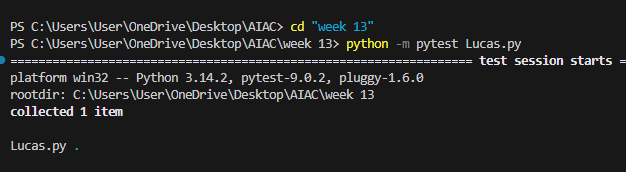 PS C:\Users\User\OneDrive\Desktop\AIAC> cd "week 13"
PS C:\Users\User\OneDrive\Desktop\AIAC\week 13> python -m pytest Lucas.py
================================================================= test session starts =
platform win32 -- Python 3.14.2, pytest-9.0.2, pluggy-1.6.0
rootdir: C:\Users\User\OneDrive\Desktop\AIAC\week 13
collected 1 item

Lucas.py .